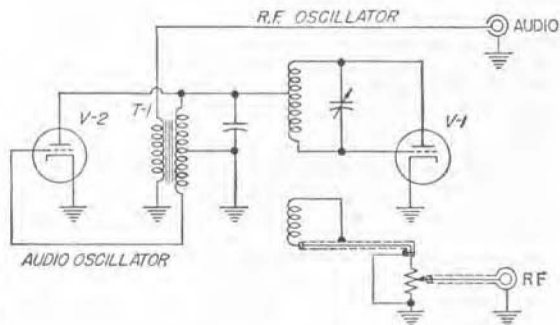 R.F. OSCILLATOR
AUDIO
V-2
T-1
V-1
AUDIO OSCILLATOR
RF